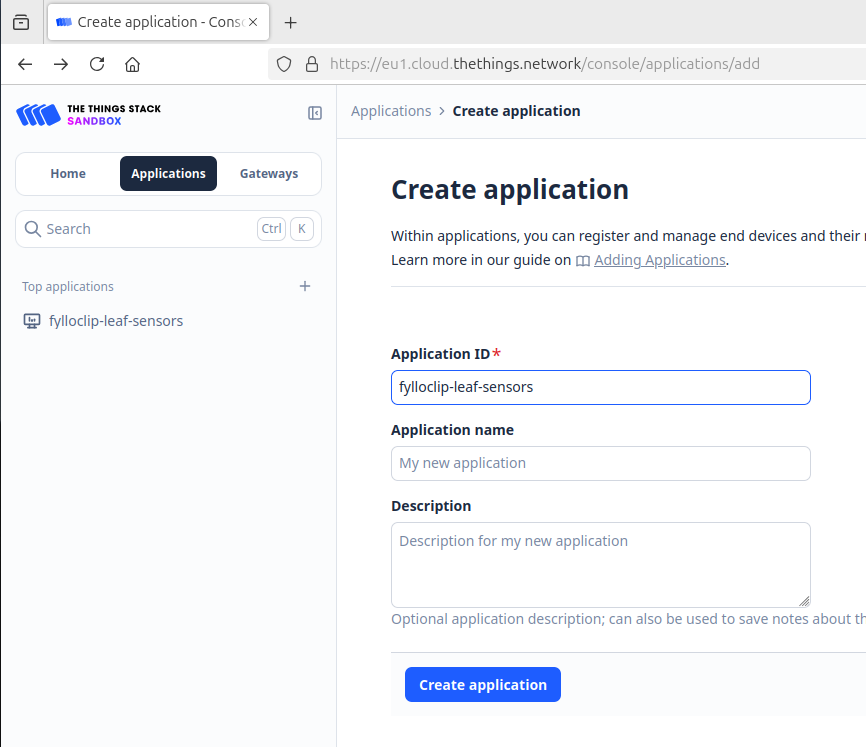 Create application - Cons
https://eu1.cloud.thethings.network/console/applications/add
THE THINGS STACK
SANDBOX
Home
Applications
Gateways
Search
Ctrl
K
Top applications
fylloclip-leaf-sensors
Applications > Create application
Create application
Within applications, you can register and manage end devices and their
Learn more in our guide on Adding Applications.
Application ID*
fylloclip-leaf-sensors
Application name
My new application
Description
Description for my new application
Optional application description; can also be used to save notes about
Create application